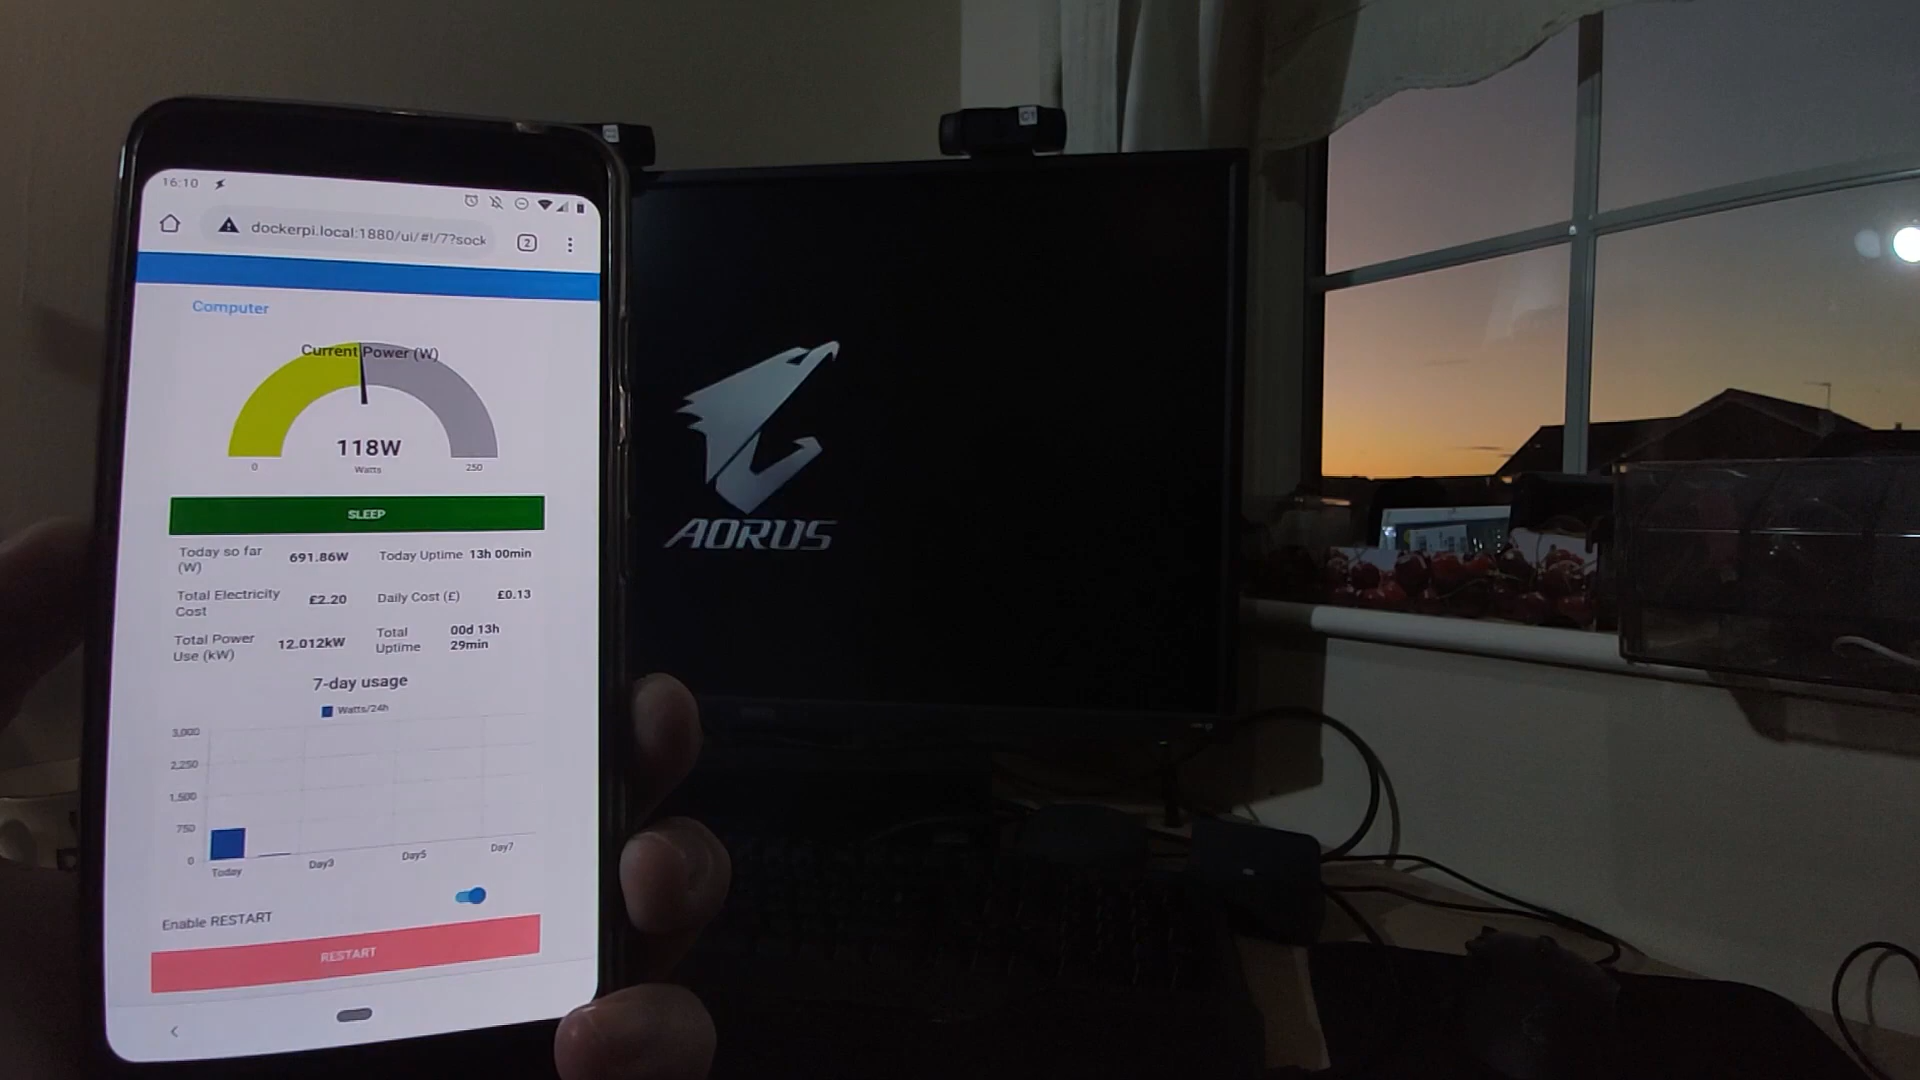 16:10
2
dockerpi.local:1880/ui/#!/7?sock
Computer
Current Power (W)
118W
0
Watts
250
SLEEP
Today so far (W)
691.86W
Today Uptime
13h 00min
Total Electricity Cost
£2.20
Daily Cost (£)
£0.13
Total Power Use (kW)
12.012kW
Total Uptime
00d 13h 29min
7-day usage
Watts/24h
3,000
2,250
1,500
750
0
Today
Day3
Day5
Day7
Enable RESTART
RESTART
AORUS
C1